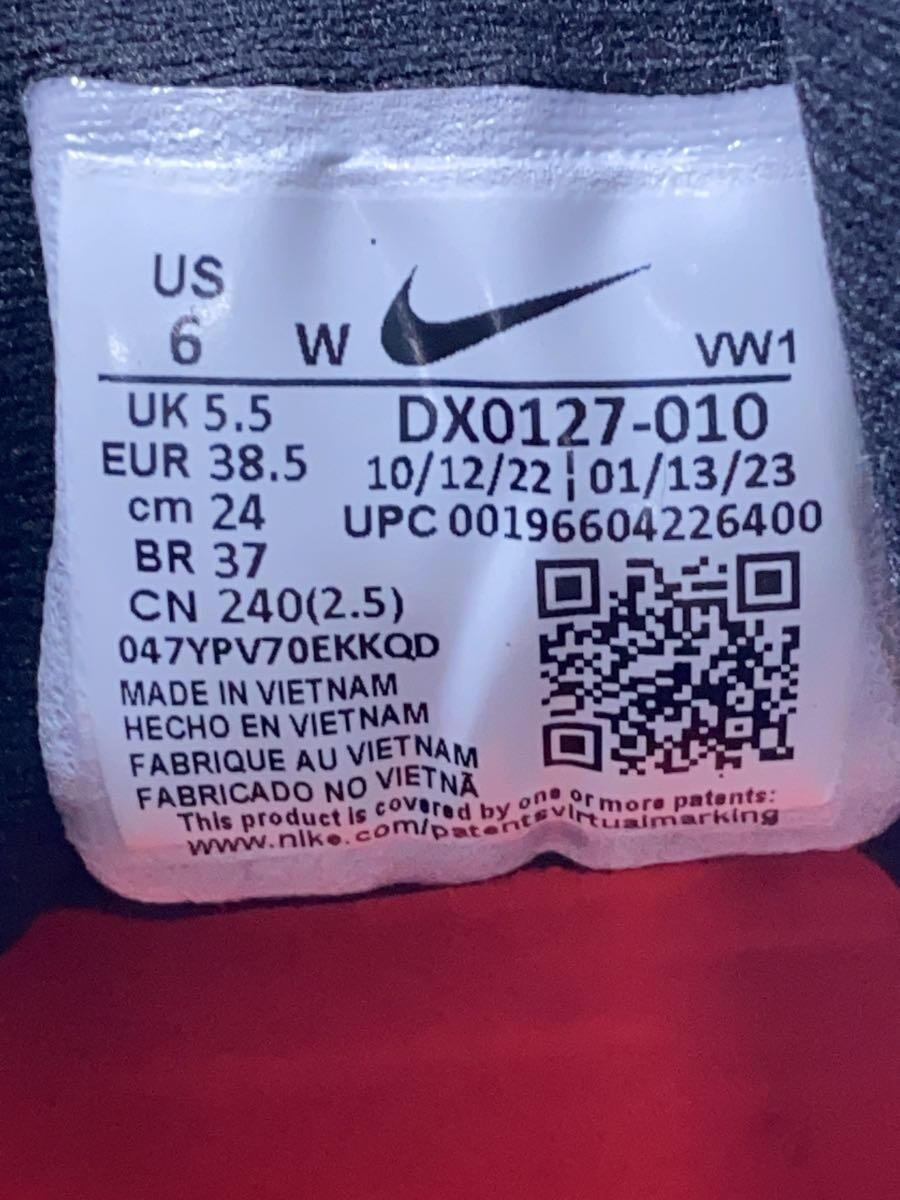 US
6 W VW1
UK 5.5
EUR 38.5
cm 24
BR 37
CN 240(2.5)
DX0127-010
10/12/22 ¦ 01/13/23
UPC 00196604226400
047YPV70EKKQD
MADE IN VIETNAM
HECHO EN VIETNAM
FABRIQUE AU VIETNAM
FABRICADO NO VIETNÃ
This product is covered by one or more patents:
www.nike.com/patentsvirtualmarking